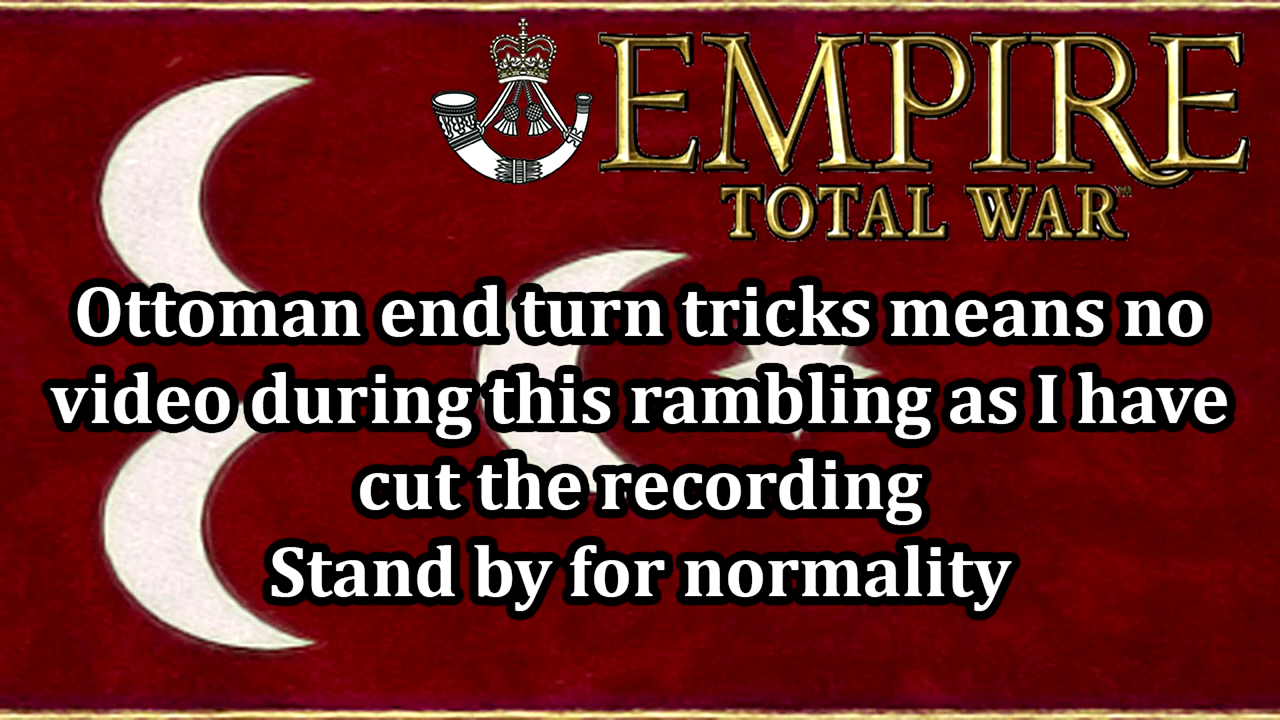 EMPIRE
TOTAL WAR™
Ottoman end turn tricks means no
video during this rambling as I have
cut the recording
Stand by for normality